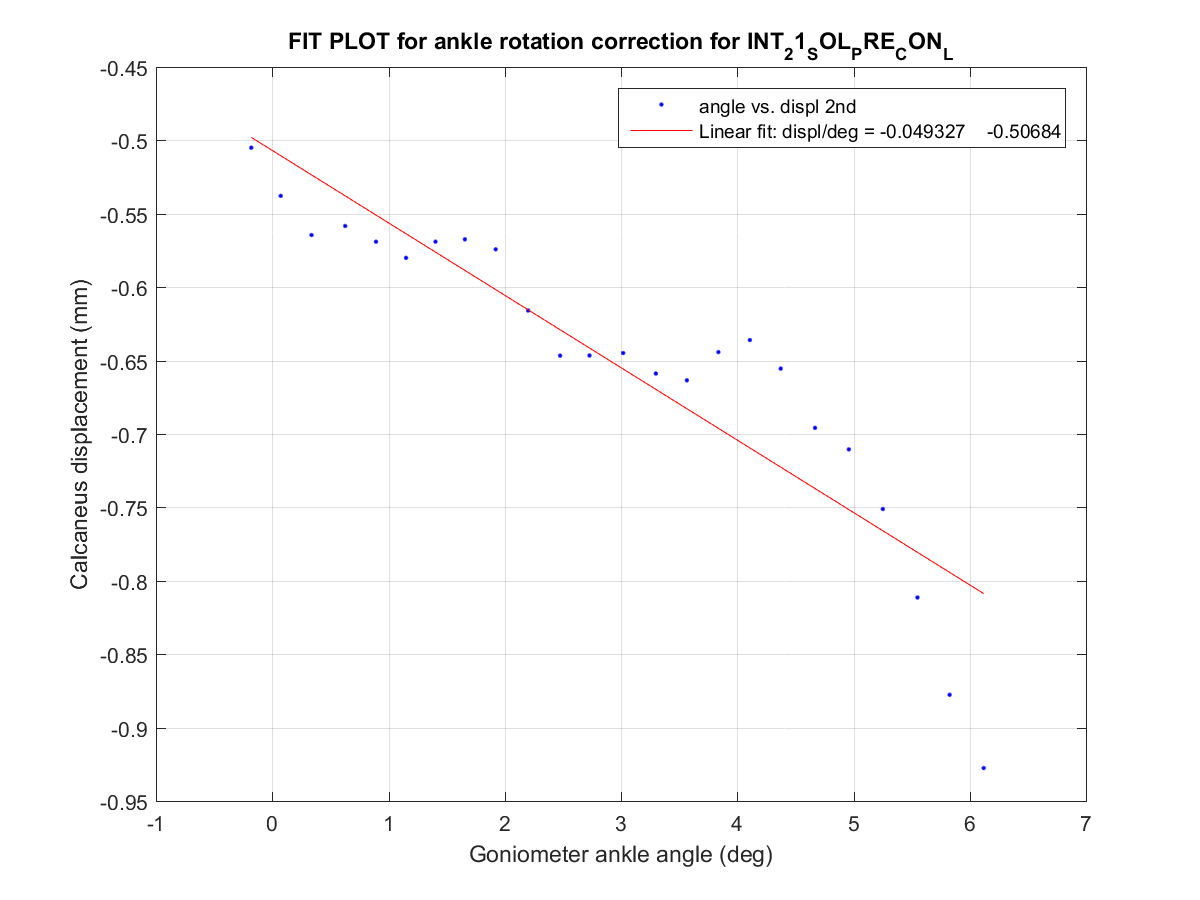 FIT PLOT for ankle rotation correction for INT₂1ₛOLₚRE_CON_L
angle vs. displ 2nd
Linear fit: displ/deg = -0.049327    -0.50684
-0.45
-0.5
-0.55
-0.6
-0.65
-0.7
-0.75
-0.8
-0.85
-0.9
-0.95
Calcaneus displacement (mm)
-1 0 1 2 3 4 5 6 7
Goniometer ankle angle (deg)